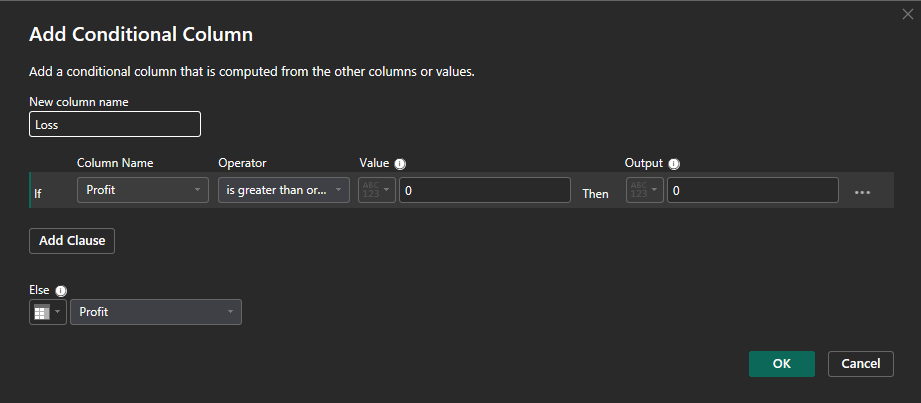 Add Conditional Column
Add a conditional column that is computed from the other columns or values.
New column name
Loss
Column Name Operator Value i Output i
If Profit is greater than or... ABC 123 0 Then ABC 123 0 ...
Add Clause
Else i
Profit
OK Cancel